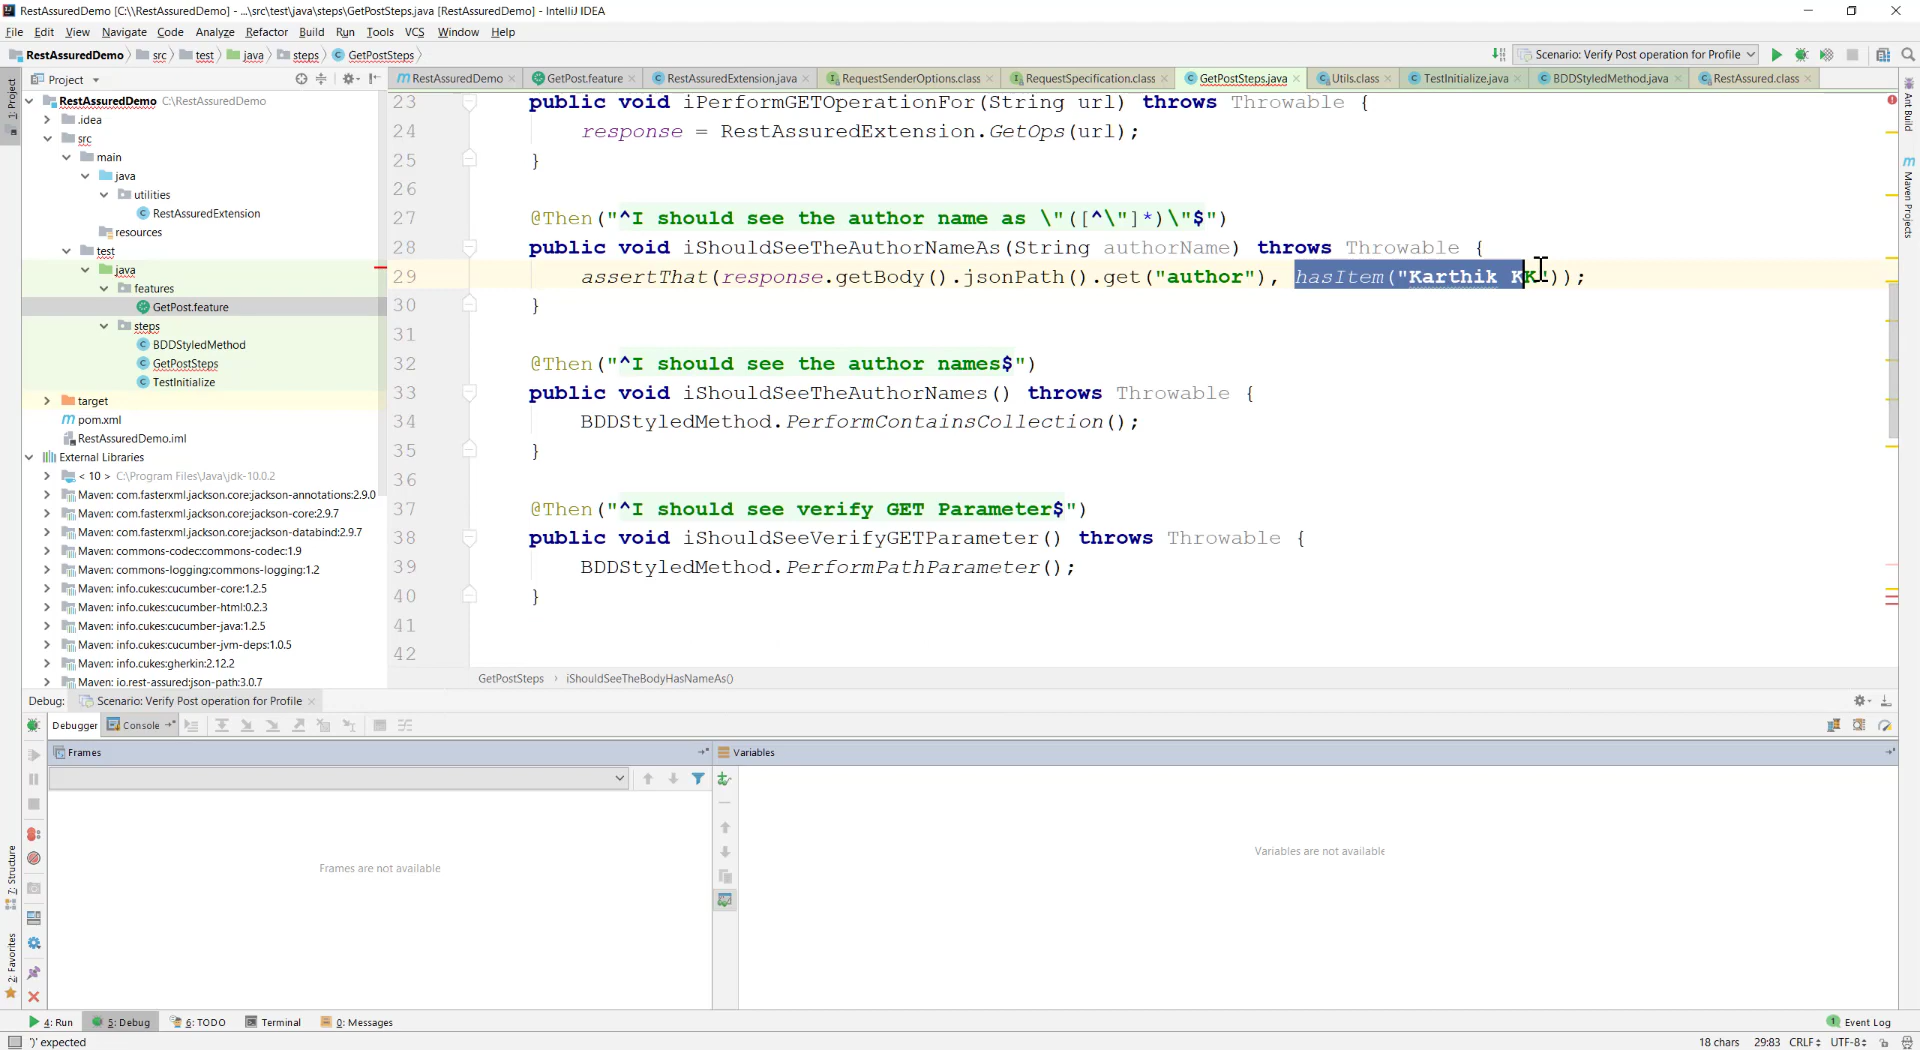 RestAssuredDemo [C:\\RestAssuredDemo] - ...\src\test\java\steps\GetPostSteps.java [RestAssuredDemo] - IntelliJ IDEA
File Edit View Navigate Code Analyze Refactor Build Run Tools VCS Window Help
RestAssuredDemo src test java steps GetPostSteps
Scenario: Verify Post operation for Profile
1: Project
Project
RestAssuredDemo GetPost.feature RestAssuredExtension.java RequestSenderOptions.class RequestSpecification.class GetPostSteps.java Utils.class TestInitialize.java BDDStyledMethod.java RestAssured.class
Ant Build
Maven Projects
RestAssuredDemo C:\RestAssuredDemo
.idea
src
main
java
utilities
RestAssuredExtension
resources
test
java
features
GetPost.feature
steps
BDDStyledMethod
GetPostSteps
TestInitialize
target
pom.xml
RestAssuredDemo.iml
External Libraries
< 10 > C:\Program Files\Java\jdk-10.0.2
Maven: com.fasterxml.jackson.core:jackson-annotations:2.9.0
Maven: com.fasterxml.jackson.core:jackson-core:2.9.7
Maven: com.fasterxml.jackson.core:jackson-databind:2.9.7
Maven: commons-codec:commons-codec:1.9
Maven: commons-logging:commons-logging:1.2
Maven: info.cukes:cucumber-core:1.2.5
Maven: info.cukes:cucumber-html:0.2.3
Maven: info.cukes:cucumber-java:1.2.5
Maven: info.cukes:cucumber-jvm-deps:1.0.5
Maven: info.cukes:gherkin:2.12.2
Maven: io.rest-assured:json-path:3.0.7
23 public void iPerformGETOperationFor(String url) throws Throwable {
24 response = RestAssuredExtension.GetOps(url);
25 }
26
27 @Then("^I should see the author name as \"([^\"]*)\"$")
28 public void iShouldSeeTheAuthorNameAs(String authorName) throws Throwable {
29 assertThat(response.getBody().jsonPath().get("author"), hasItem("Karthik KK"));
30 }
31
32 @Then("^I should see the author names$")
33 public void iShouldSeeTheAuthorNames() throws Throwable {
34 BDDStyledMethod.PerformContainsCollection();
35 }
36
37 @Then("^I should see verify GET Parameter$")
38 public void iShouldSeeVerifyGETParameter() throws Throwable {
39 BDDStyledMethod.PerformPathParameter();
40 }
41
42
GetPostSteps iShouldSeeTheBodyHasNameAs()
Debug: Scenario: Verify Post operation for Profile
Debugger Console
Frames
Variables
Frames are not available
Variables are not available
7: Structure
2: Favorites
4: Run 5: Debug 6: TODO Terminal 0: Messages
1 Event Log
')' expected
18 chars 29:83 CRLF UTF-8